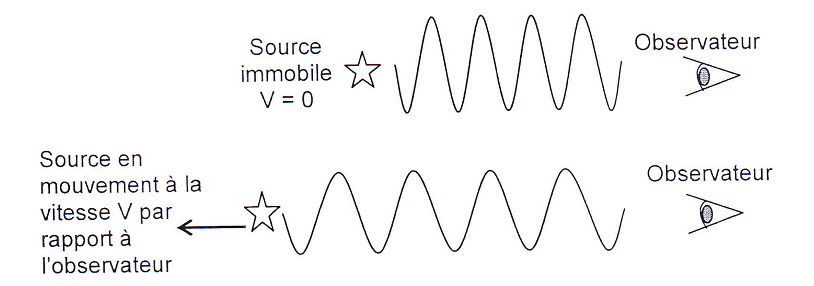 Source
immobile
V = 0
Observateur
Source en
mouvement à la
vitesse V par
rapport à
l'observateur
Observateur